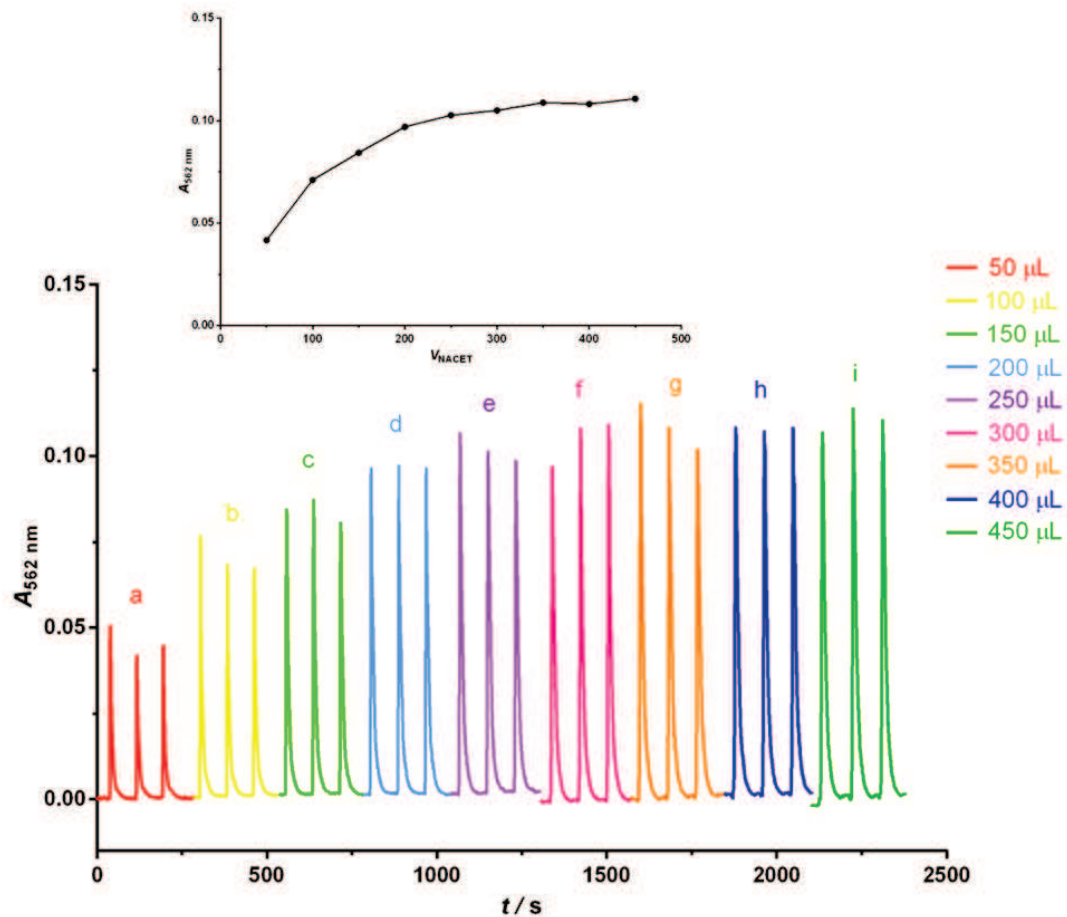 0.15
0.10
0.05
0.00
A562 nm
0 100 200 300 400 500
VNACET
0.15
0.10
0.05
0.00
A562 nm
a
b
c
d
e
f
g
h
i
50 µL
100 µL
150 µL
200 µL
250 µL
300 µL
350 µL
400 µL
450 µL
0 500 1000 1500 2000 2500
t / s